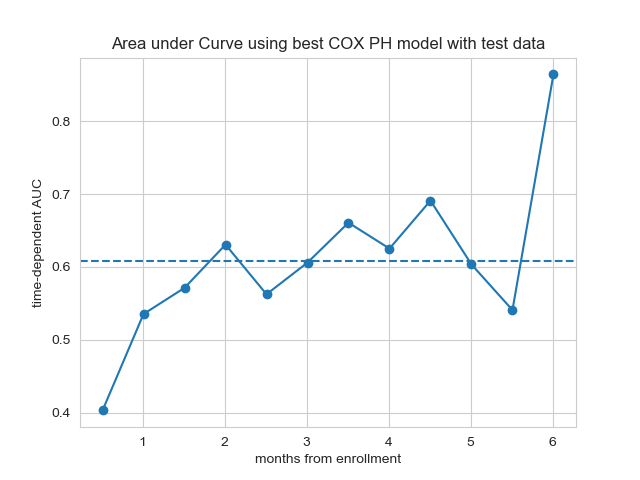 Area under Curve using best COX PH model with test data
time-dependent AUC
0.8
0.7
0.6
0.5
0.4
1 2 3 4 5 6
months from enrollment